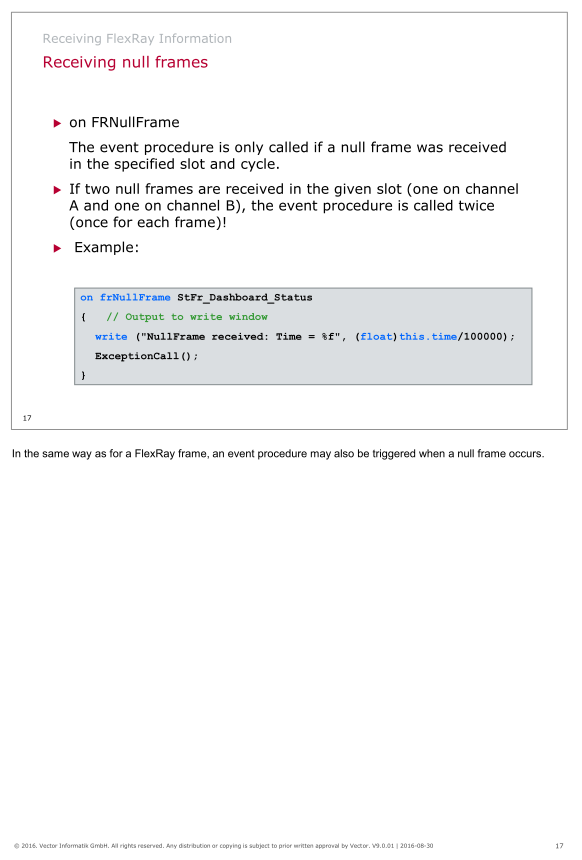 Receiving FlexRay Information
Receiving null frames
on FRNullFrame
The event procedure is only called if a null frame was received
in the specified slot and cycle.
If two null frames are received in the given slot (one on channel
A and one on channel B), the event procedure is called twice
(once for each frame)!
Example:
on frNullFrame StFr_Dashboard_Status
{ // Output to write window
write ("NullFrame received: Time = %f", (float)this.time/100000);
ExceptionCall();
}
17
In the same way as for a FlexRay frame, an event procedure may also be triggered when a null frame occurs.
© 2016. Vector Informatik GmbH. All rights reserved. Any distribution or copying is subject to prior written approval by Vector. V9.0.01 | 2016-08-30 17